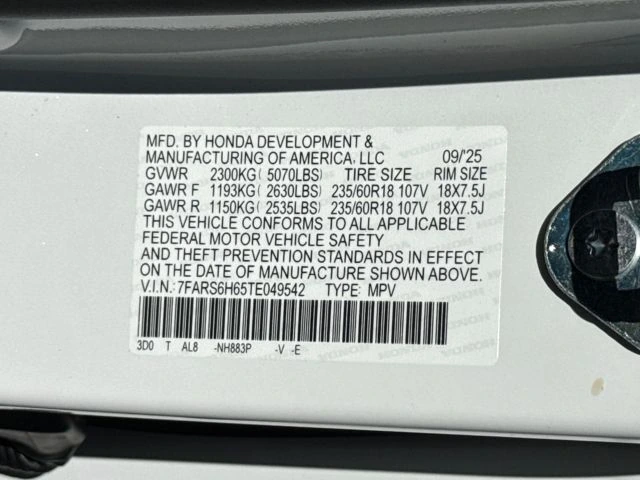 MFD. BY HONDA DEVELOPMENT &
MANUFACTURING OF AMERICA, LLC 09/'25
GVWR 2300KG( 5070LBS) TIRE SIZE RIM SIZE
GAWR F 1193KG( 2630LBS) 235/60R18 107V 18X7.5J
GAWR R 1150KG( 2535LBS) 235/60R18 107V 18X7.5J
THIS VEHICLE CONFORMS TO ALL APPLICABLE
FEDERAL MOTOR VEHICLE SAFETY
AND THEFT PREVENTION STANDARDS IN EFFECT
ON THE DATE OF MANUFACTURE SHOWN ABOVE.
V.I.N.:7FARS6H65TE049542 TYPE: MPV
3D0 T AL8 -NH883P -V -E